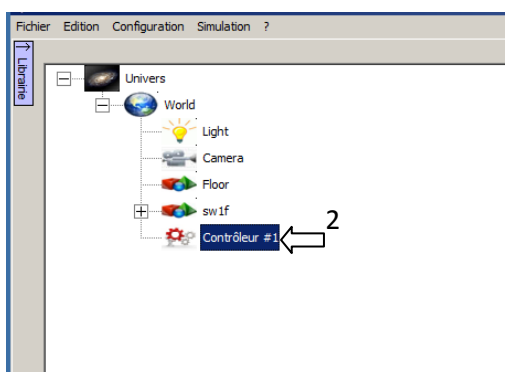 Fichier Edition Configuration Simulation ?
Librairie
Univers
World
Light
Camera
Floor
sw1f
Contrôleur #1
2